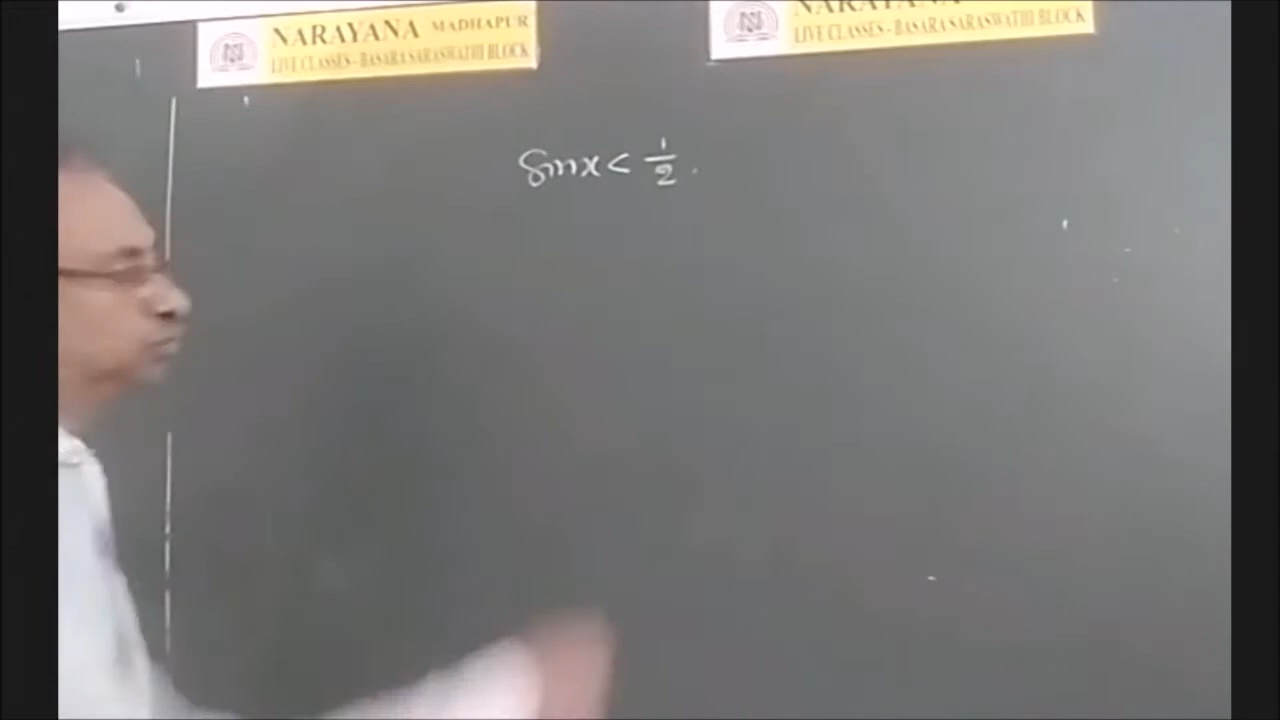 NARAYANA MADHAPUR
LIVE CLASSES - BASARA SARASWATHI BLOCK
NARAYANA
LIVE CLASSES - BASARA SARASWATHI BLOCK
Sinx < 1/2.